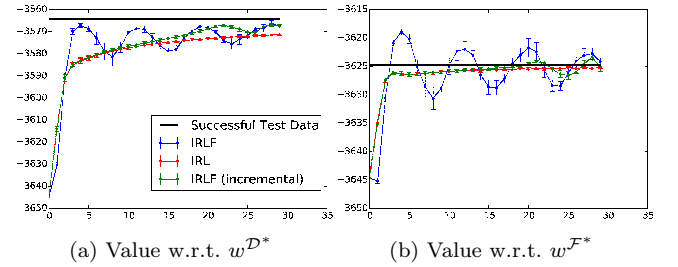 −3560
−3570
−3580
−3590
−3600
−3610
−3620
−3630
−3640
−3650
0 5 10 15 20 25 30 35
Successful Test Data
IRLF
IRL
IRLF (incremental)
(a) Value w.r.t. w^{D*}
−3615
−3620
−3625
−3630
−3635
−3640
−3645
−3650
0 5 10 15 20 25 30 35
(b) Value w.r.t. w^{F*}